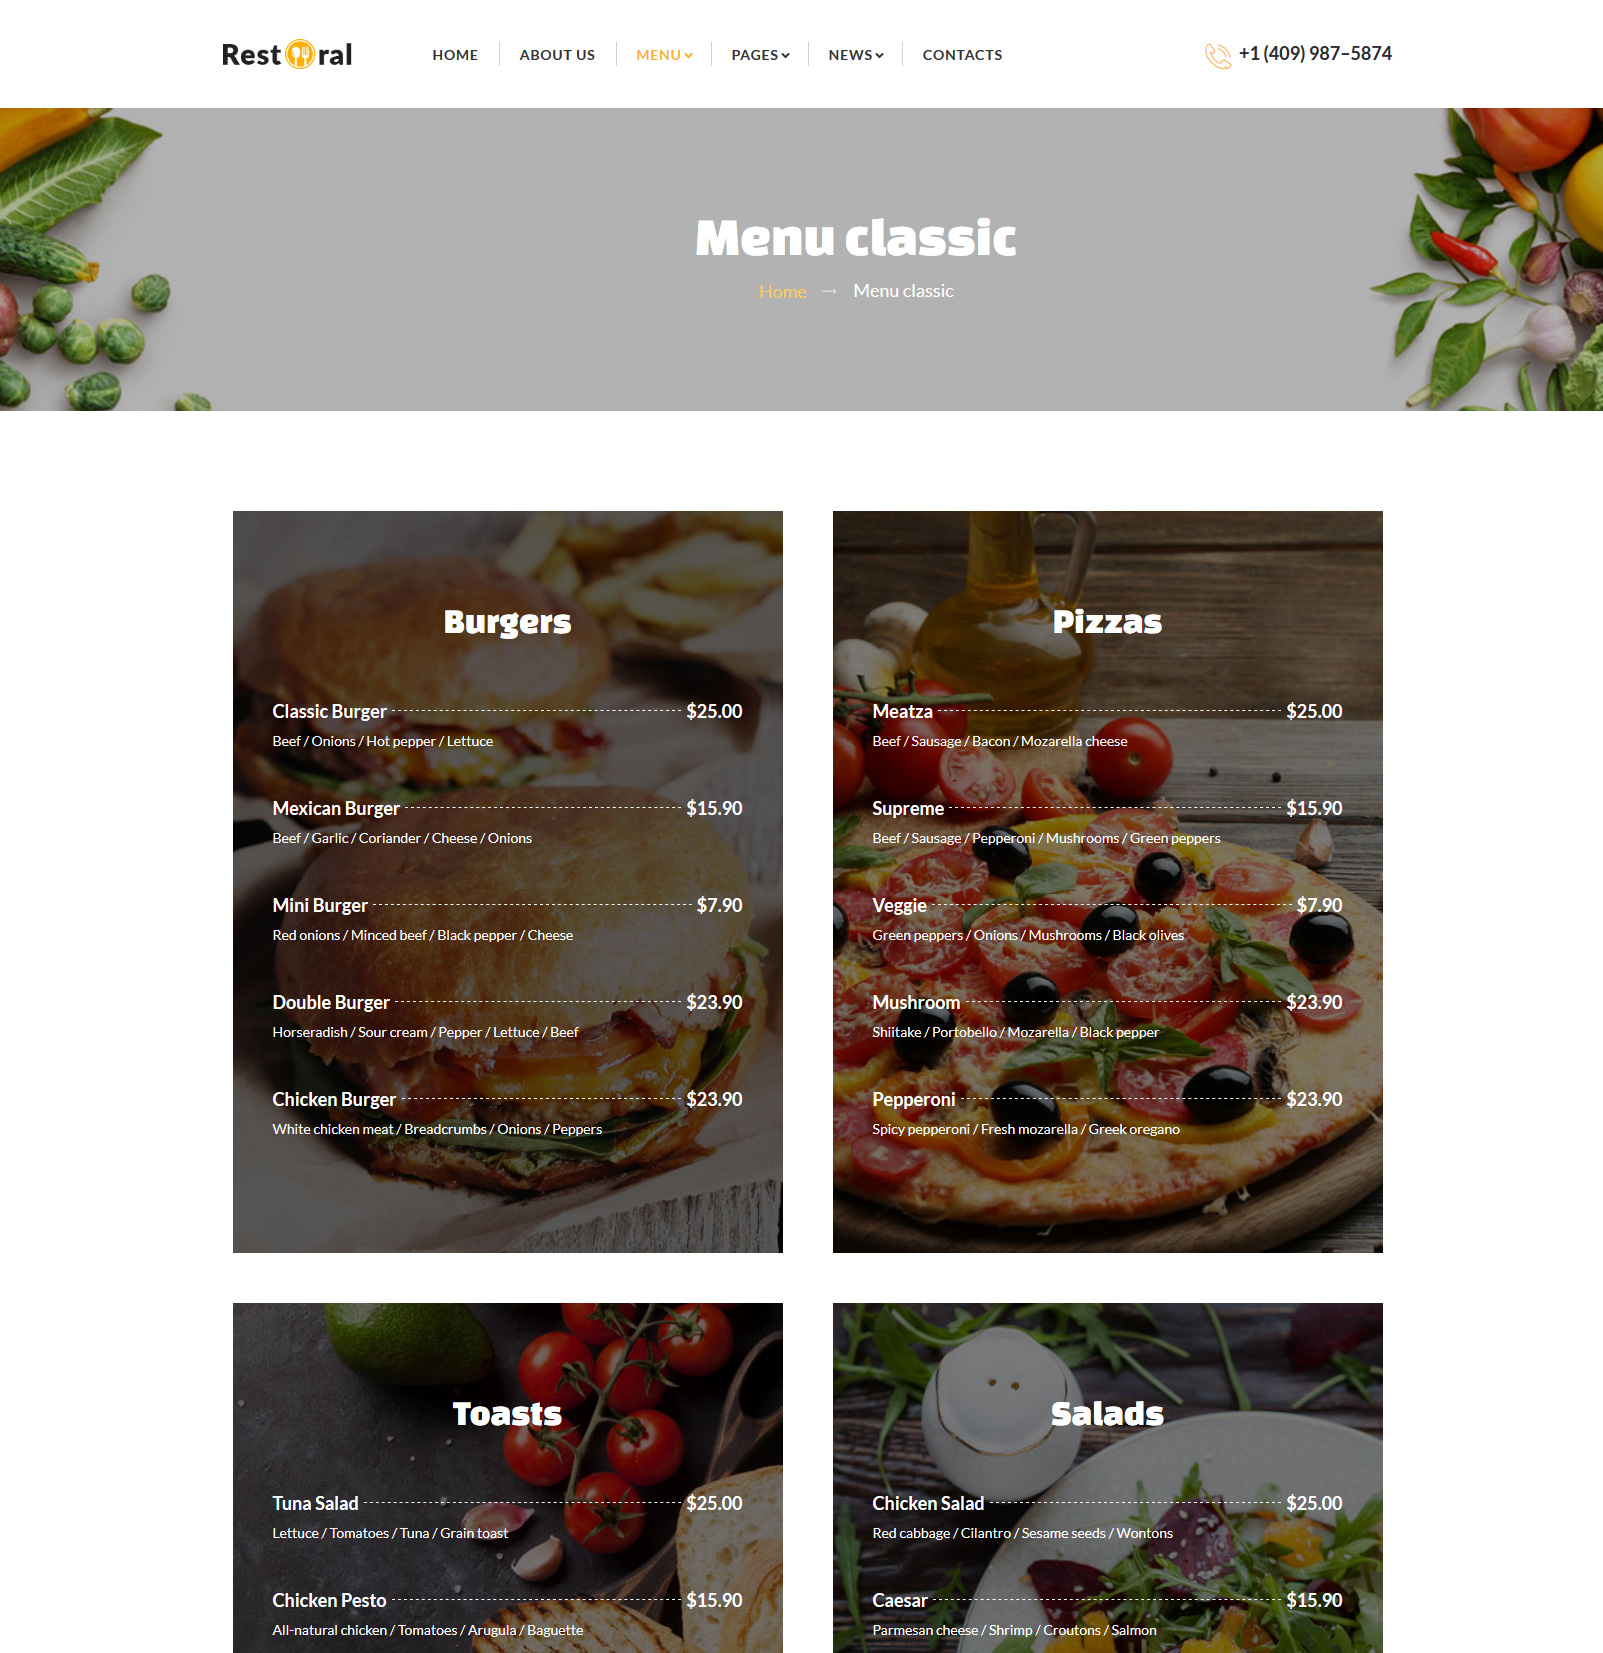 Rest ral
HOME ABOUT US MENU PAGES NEWS CONTACTS
+1 (409) 987-5874
Menu classic
Home → Menu classic
Burgers
Classic Burger $25.00
Beef / Onions / Hot pepper / Lettuce
Mexican Burger $15.90
Beef / Garlic / Coriander / Cheese / Onions
Mini Burger $7.90
Red onions / Minced beef / Black pepper / Cheese
Double Burger $23.90
Horseradish / Sour cream / Pepper / Lettuce / Beef
Chicken Burger $23.90
White chicken meat / Breadcrumbs / Onions / Peppers
Pizzas
Meatza $25.00
Beef / Sausage / Bacon / Mozarella cheese
Supreme $15.90
Beef / Sausage / Pepperoni / Mushrooms / Green peppers
Veggie $7.90
Green peppers / Onions / Mushrooms / Black olives
Mushroom $23.90
Shiitake / Portobello / Mozarella / Black pepper
Pepperoni $23.90
Spicy pepperoni / Fresh mozarella / Greek oregano
Toasts
Tuna Salad $25.00
Lettuce / Tomatoes / Tuna / Grain toast
Chicken Pesto $15.90
All-natural chicken / Tomatoes / Arugula / Baguette
Salads
Chicken Salad $25.00
Red cabbage / Cilantro / Sesame seeds / Wontons
Caesar $15.90
Parmesan cheese / Shrimp / Croutons / Salmon